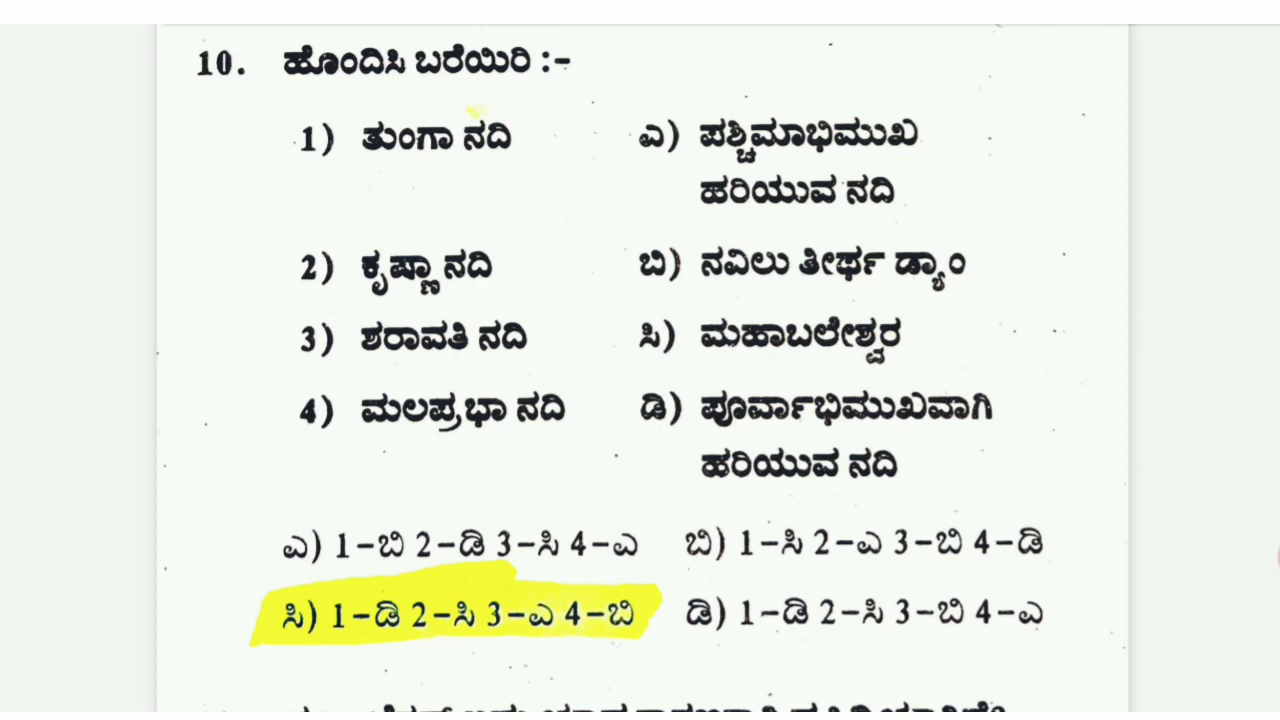 10. ಹೊಂದಿಸಿ ಬರೆಯಿರಿ :-
1) ತುಂಗಾ ನದಿ ಎ) ಪಶ್ಚಿಮಾಭಿಮುಖ
ಹರಿಯುವ ನದಿ
2) ಕೃಷ್ಣಾ ನದಿ ಬಿ) ನವಿಲು ತೀರ್ಥ ಡ್ಯಾಂ
3) ಶರಾವತಿ ನದಿ ಸಿ) ಮಹಾಬಲೇಶ್ವರ
4) ಮಲಪ್ರಭಾ ನದಿ ಡಿ) ಪೂರ್ವಾಭಿಮುಖವಾಗಿ
ಹರಿಯುವ ನದಿ
ಎ) 1-ಬಿ 2-ಡಿ 3-ಸಿ 4-ಎ ಬಿ) 1-ಸಿ 2-ಎ 3-ಬಿ 4-ಡಿ
ಸಿ) 1-ಡಿ 2-ಸಿ 3-ಎ 4-ಬಿ ಡಿ) 1-ಡಿ 2-ಸಿ 3-ಬಿ 4-ಎ